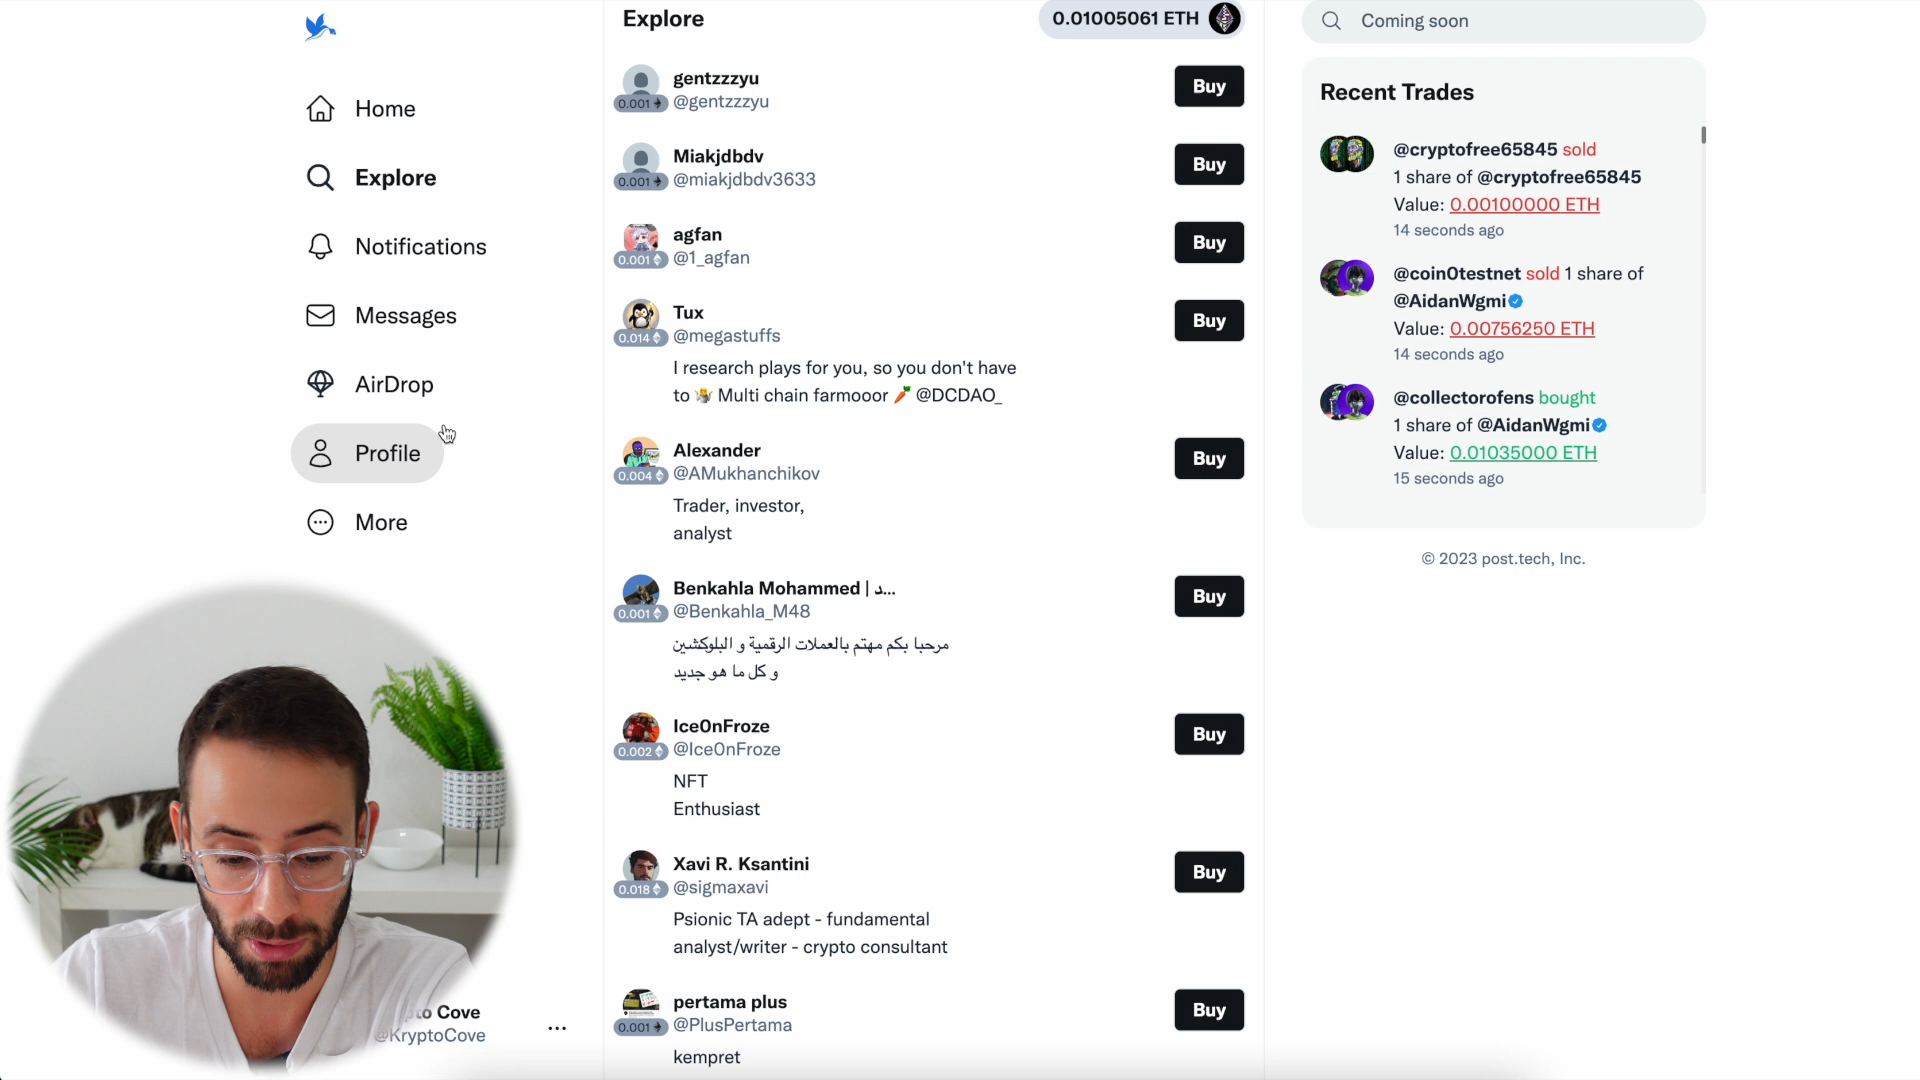 Home
Explore
Notifications
Messages
AirDrop
Profile
More
Cove
@KryptoCove
Explore
0.01005061 ETH
gentzzzyu
0.001
@gentzzzyu
Buy
Miakjdbdv
0.001
@miakjdbdv3633
Buy
agfan
0.001
@1_agfan
Buy
Tux
0.014
@megastuffs
Buy
I research plays for you, so you don't have
to 🤷 Multi chain farmooor 🥕 @DCDAO_
Alexander
0.004
@AMukhanchikov
Buy
Trader, investor,
analyst
Benkahla Mohammed | د...
0.001
@Benkahla_M48
Buy
مرحبا بكم مهتم بالعملات الرقمية و البلوكشين
و كل ما هو جديد
Ice0nFroze
0.002
@Ice0nFroze
Buy
NFT
Enthusiast
Xavi R. Ksantini
0.018
@sigmaxavi
Buy
Psionic TA adept - fundamental
analyst/writer - crypto consultant
pertama plus
0.001
@PlusPertama
Buy
kempret
Coming soon
Recent Trades
@cryptofree65845 sold
1 share of @cryptofree65845
Value: 0.00100000 ETH
14 seconds ago
@coin0testnet sold 1 share of
@AidanWgmi
Value: 0.00756250 ETH
14 seconds ago
@collectorofens bought
1 share of @AidanWgmi
Value: 0.01035000 ETH
15 seconds ago
© 2023 post.tech, Inc.